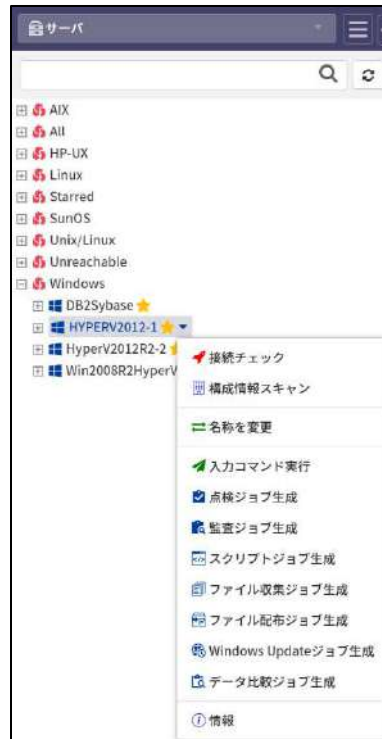 サーバ
AIX
All
HP-UX
Linux
Starred
SunOS
Unix/Linux
Unreachable
Windows
DB2Sybase
HYPERV2012-1
HyperV2012R2-2
Win2008R2HyperV
接続チェック
構成情報スキャン
名称を変更
入力コマンド実行
点検ジョブ生成
監査ジョブ生成
スクリプトジョブ生成
ファイル収集ジョブ生成
ファイル配布ジョブ生成
Windows Updateジョブ生成
データ比較ジョブ生成
情報